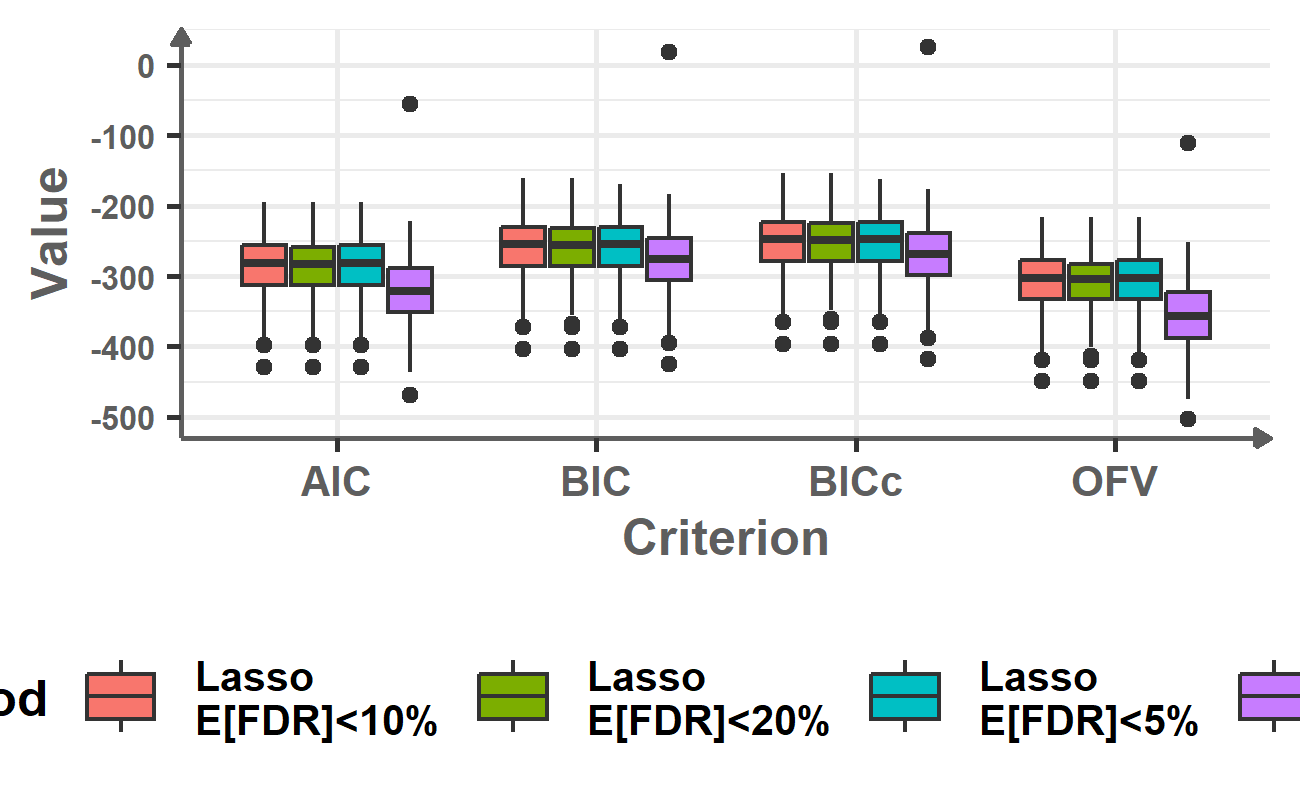 0
-100
-200
-300
-400
-500
Value
AIC BIC BICc OFV
Criterion
od
Lasso
E[FDR]<10%
Lasso
E[FDR]<20%
Lasso
E[FDR]<5%